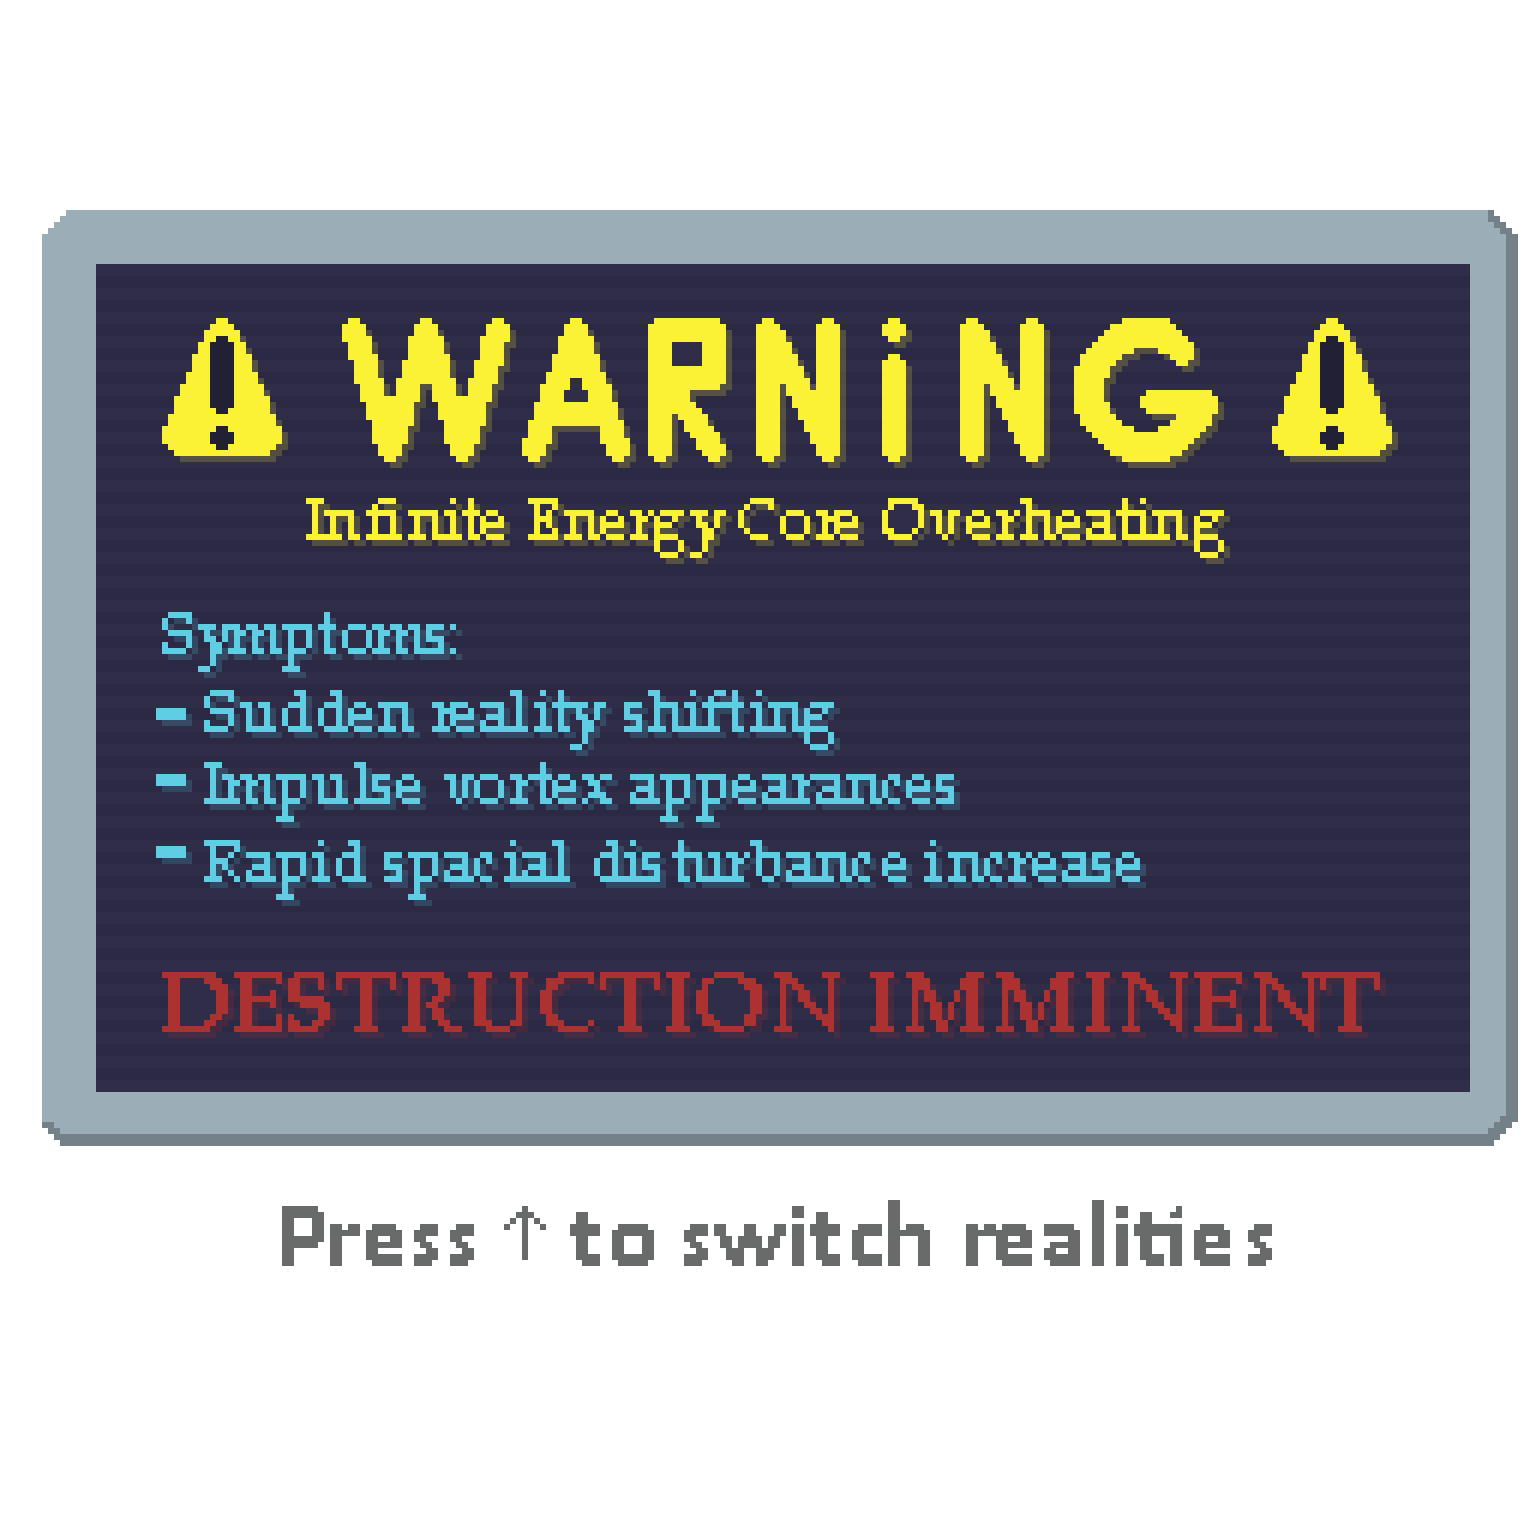 WARNiNG
Infinite Energy Core Overheating
Symptoms:
- Sudden reality shifting
- Impulse vortex appearances
- Rapid spacial disturbance increase
DESTRUCTION IMMINENT
Press ↑ to switch realities